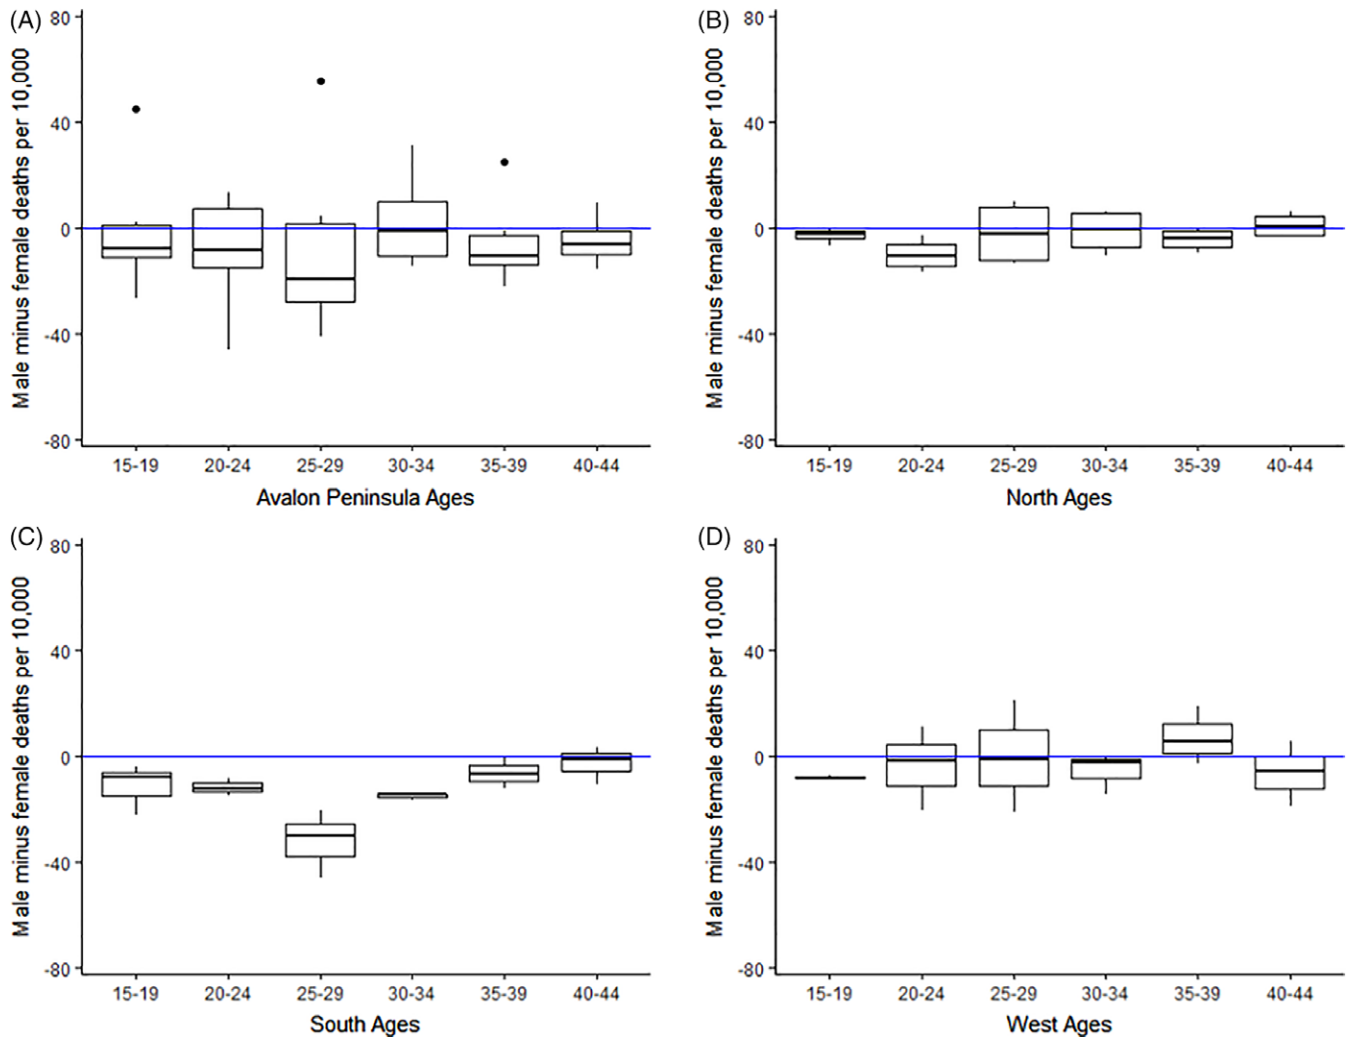 (A)
80
40
0
-40
-80
Male minus female deaths per 10,000
15-19 20-24 25-29 30-34 35-39 40-44
Avalon Peninsula Ages
(B)
80
40
0
-40
-80
Male minus female deaths per 10,000
15-19 20-24 25-29 30-34 35-39 40-44
North Ages
(C)
80
40
0
-40
-80
Male minus female deaths per 10,000
15-19 20-24 25-29 30-34 35-39 40-44
South Ages
(D)
80
40
0
-40
-80
Male minus female deaths per 10,000
15-19 20-24 25-29 30-34 35-39 40-44
West Ages